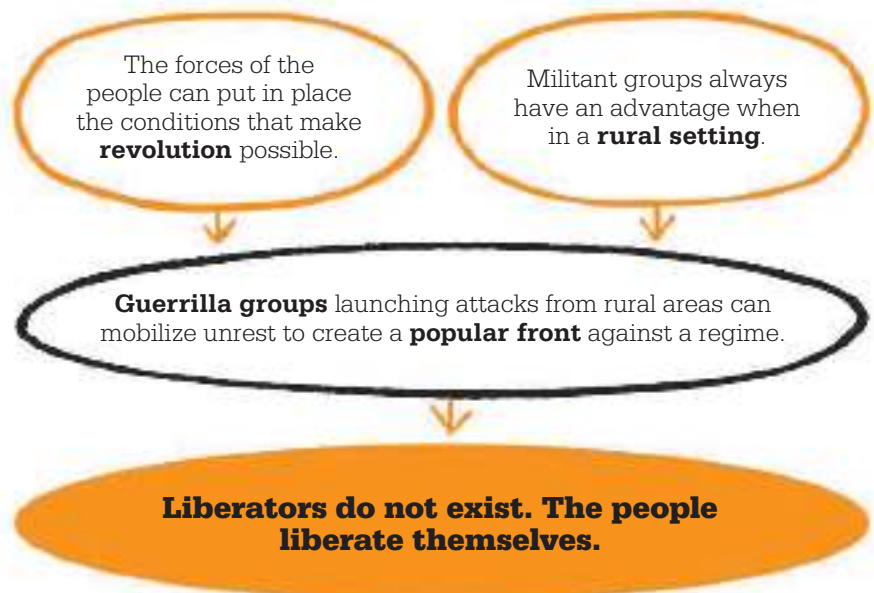 The forces of the
people can put in place
the conditions that make
revolution possible.
Militant groups always
have an advantage when
in a rural setting.
Guerrilla groups launching attacks from rural areas can
mobilize unrest to create a popular front against a regime.
Liberators do not exist. The people
liberate themselves.